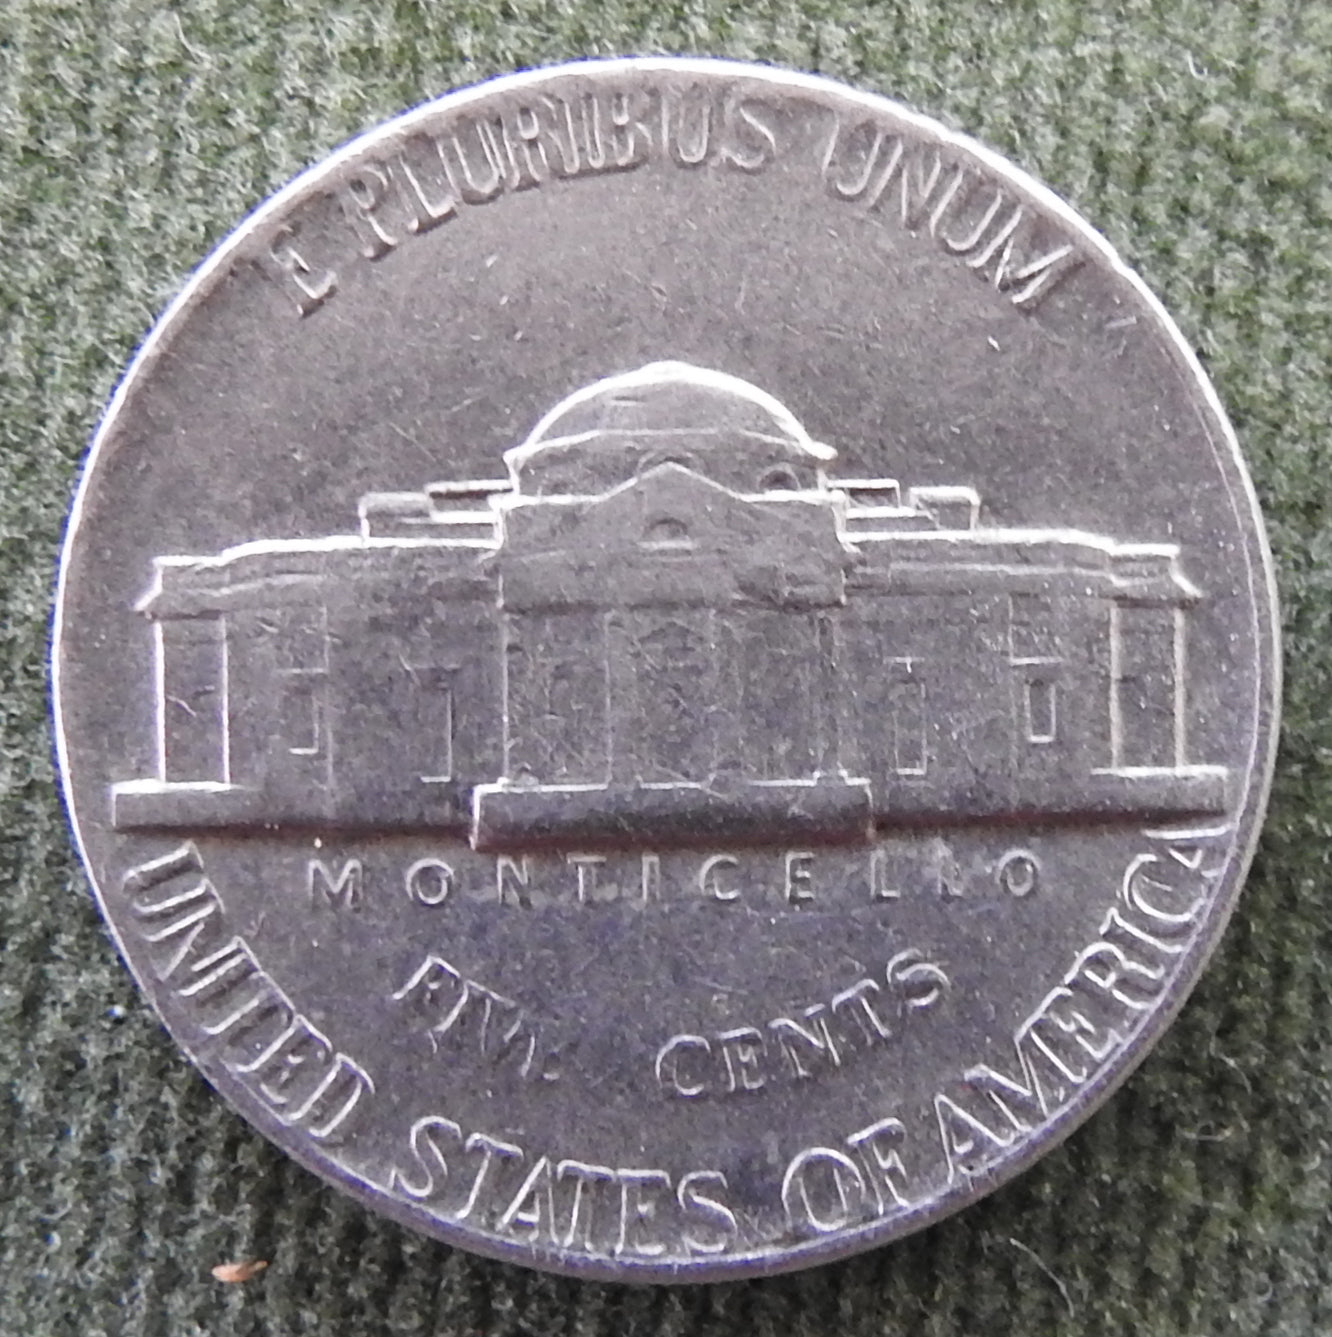 E PLURIBUS UNUM
MONTICELLO
FIVE CENTS
UNITED STATES OF AMERICA